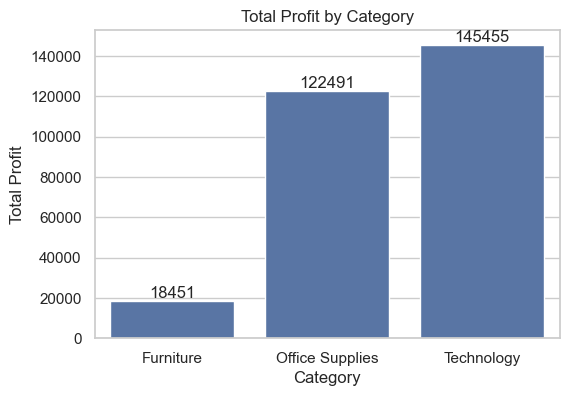 Total Profit by Category
145455
122491
18451
140000
120000
100000
80000
60000
40000
20000
0
Total Profit
Furniture
Office Supplies
Technology
Category